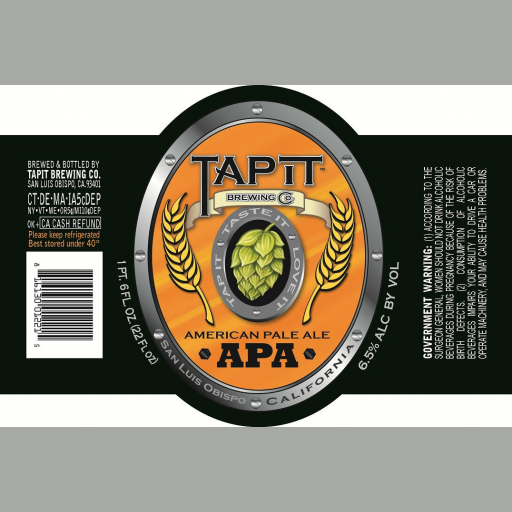 BREWED & BOTTLED BY
TAPIT BREWING CO.
SAN LUIS OBISPO, CA.93401
CT·DE·MA·IA5¢DEP
NY·VT·ME·OR5¢MI10¢DEP
OK+ CA CASH REFUND
Please keep refrigerated
Best stored under 40°
TAP IT™
BREWING Co
TAP IT TASTE IT LOVE IT
AMERICAN PALE ALE
APA
SAN LUIS OBISPO CALIFORNIA
1 PT. 6 FL OZ (22 FL OZ)
6.5% ALC BY VOL
GOVERNMENT WARNING: (1) ACCORDING TO THE
SURGEON GENERAL WOMEN SHOULD NOT DRINK ALCOHOLIC
BEVERAGES DURING PREGNANCY BECAUSE OF THE RISK OF
BIRTH DEFECTS. (2) CONSUMPTION OF ALCOHOLIC
BEVERAGES IMPAIRS YOUR ABILITY TO DRIVE A CAR OR
OPERATE MACHINERY AND MAY CAUSE HEALTH PROBLEMS.